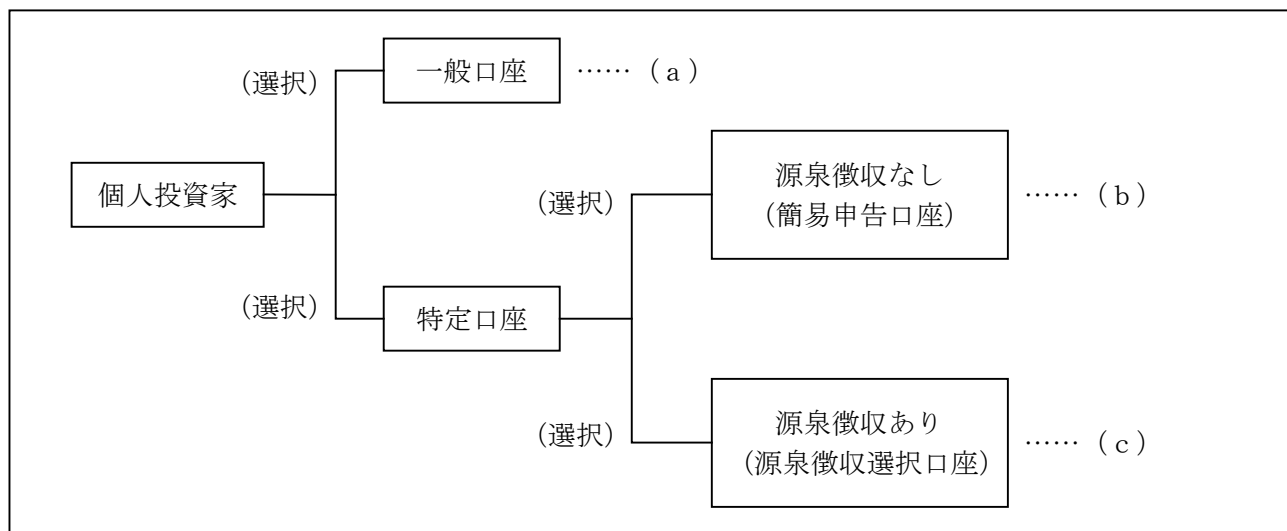 (選択)
一般口座
……（a）
個人投資家
(選択)
源泉徴収なし
(簡易申告口座)
……（b）
(選択)
特定口座
(選択)
源泉徴収あり
(源泉徴収選択口座)
……（c）